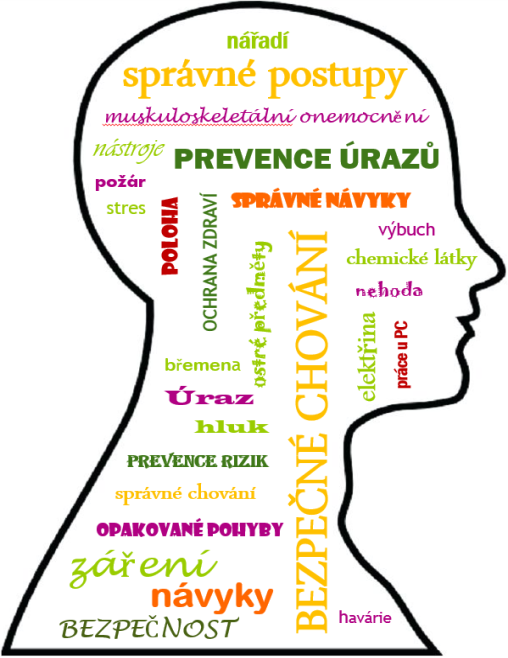 nářadí
správné postupy
muskuloskeletální onemocnění
nástroje
PREVENCE ÚRAZŮ
požár
SPRÁVNÉ NÁVYKY
stres
POLOHA
OCHRANA ZDRAVÍ
výbuch
chemické látky
nehoda
ostré předměty
BEZPEČNÉ CHOVÁNÍ
elektřina
práce u PC
břemena
Úraz
hluk
PREVENCE RIZIK
správné chování
OPAKOVANÉ POHYBY
záření
návyky
havárie
BEZPEČNOST